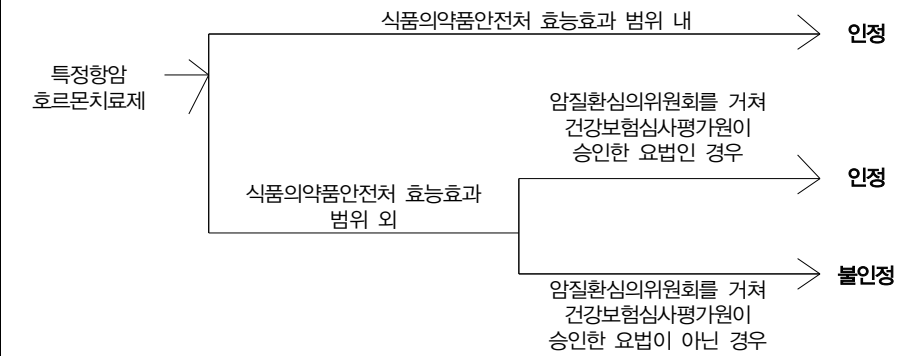 식품의약품안전처 효능효과 범위 내
인정
특정항암
호르몬치료제
암질환심의위원회를 거쳐
건강보험심사평가원이
승인한 요법인 경우
인정
식품의약품안전처 효능효과
범위 외
불인정
암질환심의위원회를 거쳐
건강보험심사평가원이
승인한 요법이 아닌 경우